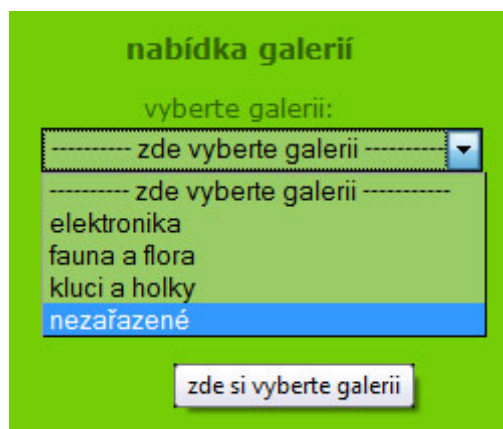 nabídka galerií
vyberte galerii:
---------- zde vyberte galerii ----------
---------- zde vyberte galerii -----------
elektronika
fauna a flora
kluci a holky
nezařazené
zde si vyberte galerii